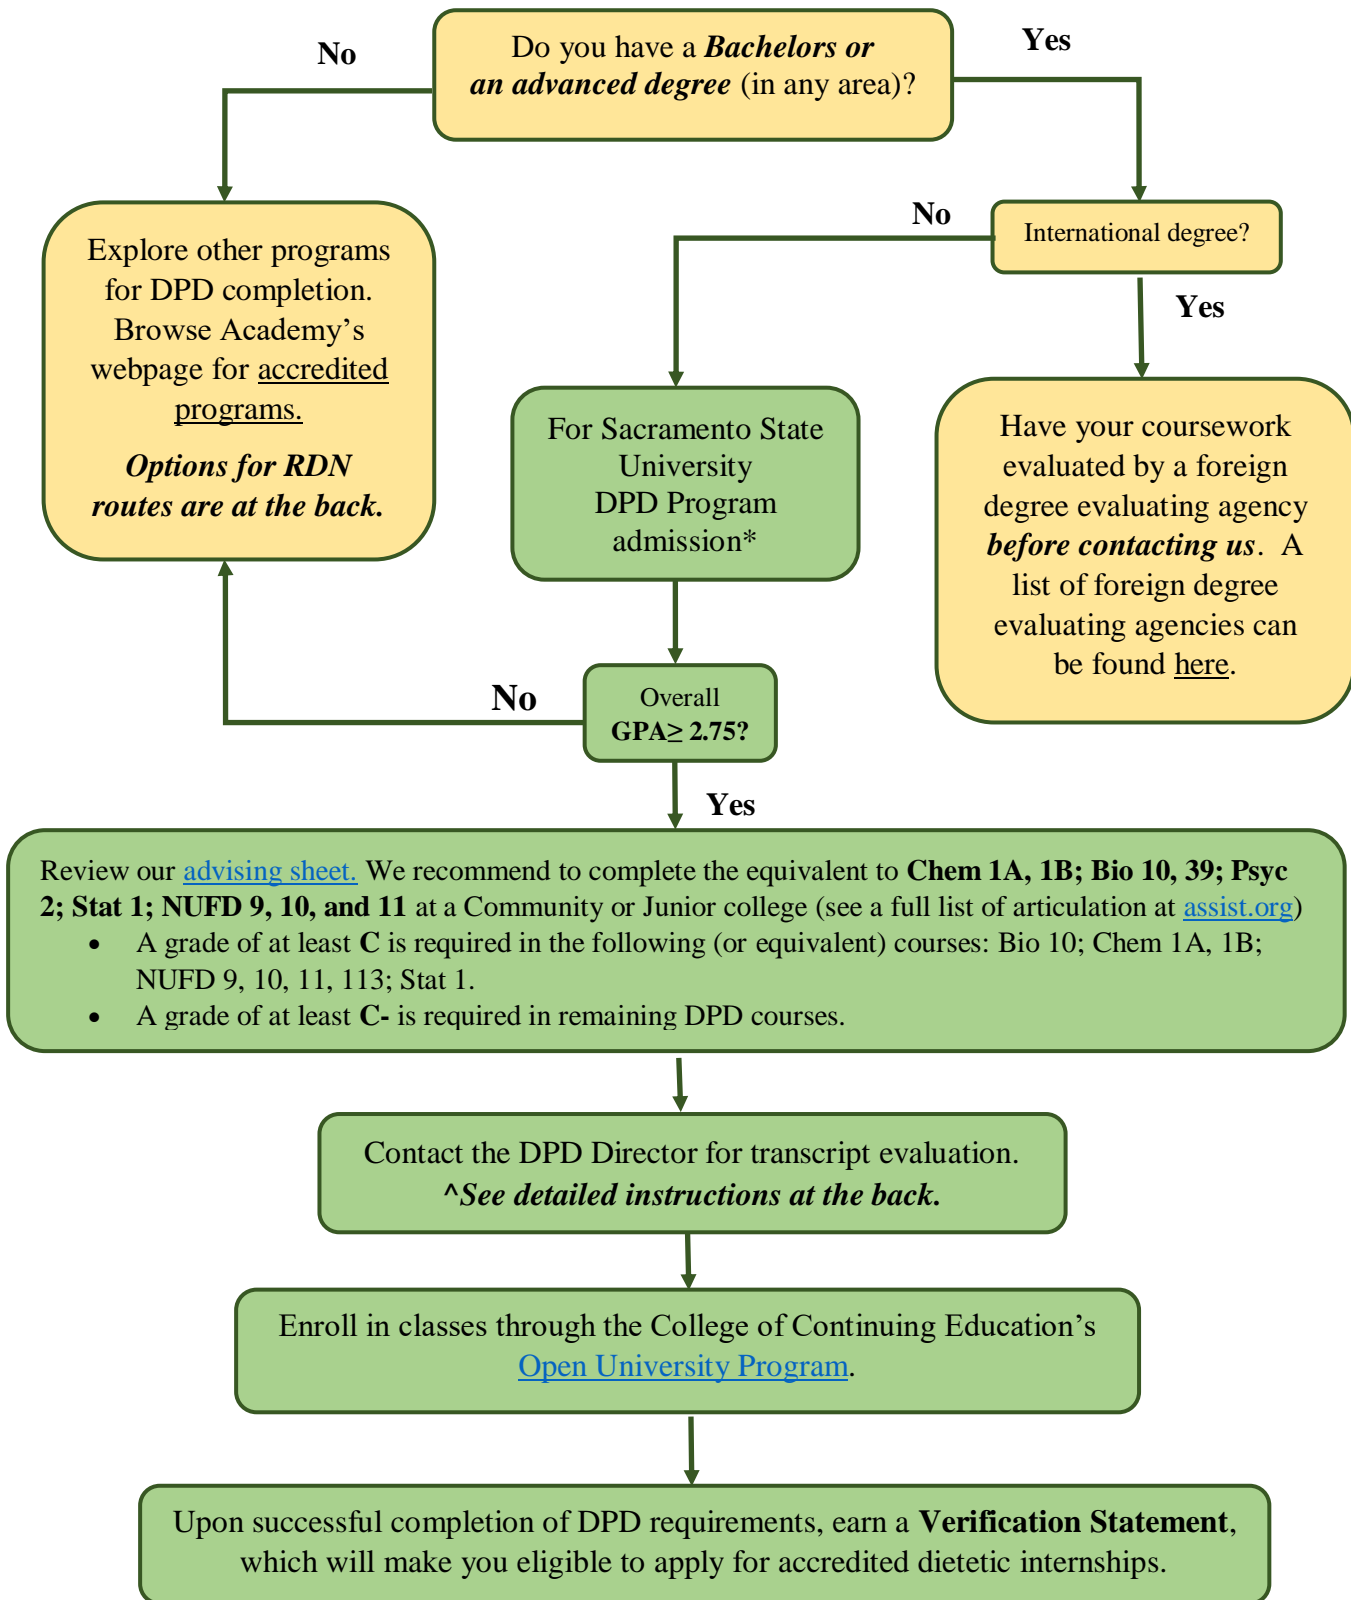 No
Do you have a Bachelors or
an advanced degree (in any area)?
Yes
Explore other programs
for DPD completion.
Browse Academy’s
webpage for accredited
programs.
Options for RDN
routes are at the back.
No
International degree?
Yes
For Sacramento State
University
DPD Program
admission*
Have your coursework
evaluated by a foreign
degree evaluating agency
before contacting us.  A
list of foreign degree
evaluating agencies can
be found here.
No
Overall
GPA≥ 2.75?
Yes
Review our advising sheet. We recommend to complete the equivalent to Chem 1A, 1B; Bio 10, 39; Psyc
2; Stat 1; NUFD 9, 10, and 11 at a Community or Junior college (see a full list of articulation at assist.org)
• A grade of at least C is required in the following (or equivalent) courses: Bio 10; Chem 1A, 1B;
NUFD 9, 10, 11, 113; Stat 1.
• A grade of at least C- is required in remaining DPD courses.
Contact the DPD Director for transcript evaluation.
^See detailed instructions at the back.
Enroll in classes through the College of Continuing Education’s
Open University Program.
Upon successful completion of DPD requirements, earn a Verification Statement,
which will make you eligible to apply for accredited dietetic internships.